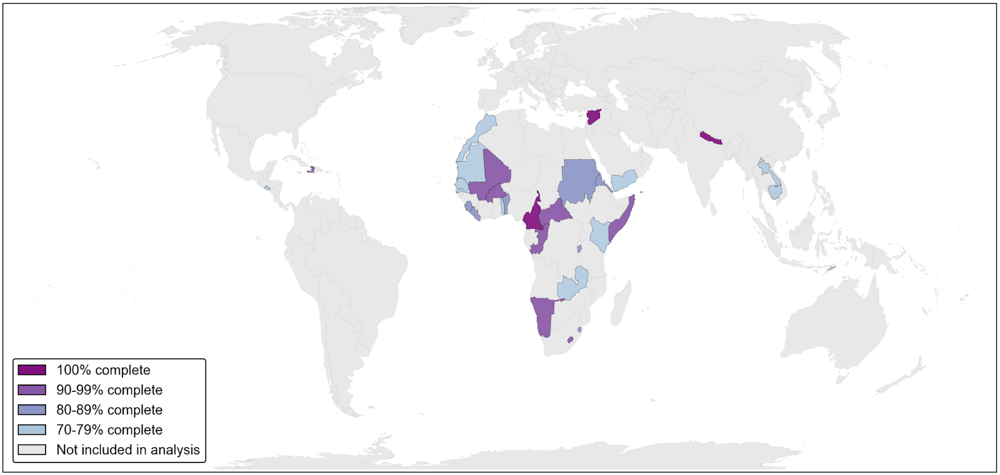 100% complete
90-99% complete
80-89% complete
70-79% complete
Not included in analysis